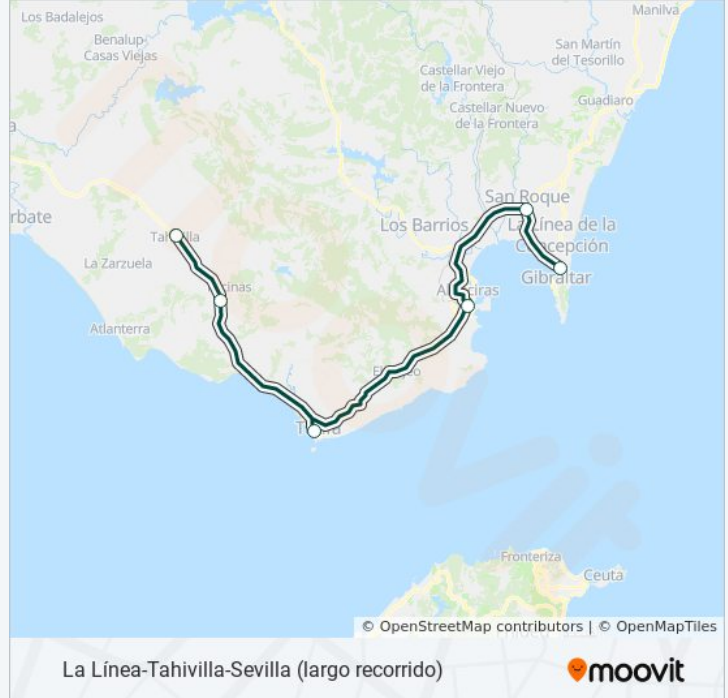 Los Badalejos
Manilva
Benalup-
Casas Viejas
San Martín
del Tesorillo
Castellar Viejo
de la Frontera
Guadiaro
Castellar Nuevo
de la Frontera
San Roque
rbate
Los Barrios
La Línea de la
Concepción
La Zarzuela
Gibraltar
Atlanterra
Fronteriza
Ceuta
© OpenStreetMap contributors | © OpenMapTiles
La Línea-Tahivilla-Sevilla (largo recorrido)
moovit